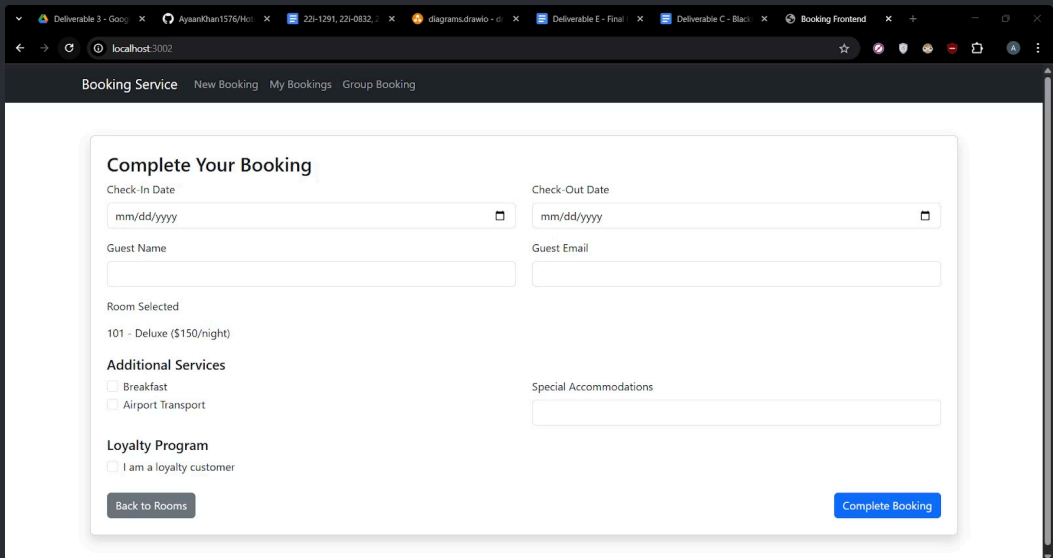 Deliverable 3 - Goog
AyaanKhan1576/Hot
22i-1291, 22i-0832, 2
diagrams.drawio - d
Deliverable E - Final
Deliverable C - Black
Booking Frontend
localhost:3002
A
Booking Service New Booking My Bookings Group Booking
Complete Your Booking
Check-In Date Check-Out Date
mm/dd/yyyy mm/dd/yyyy
Guest Name Guest Email
Room Selected
101 - Deluxe ($150/night)
Additional Services
Breakfast Special Accommodations
Airport Transport
Loyalty Program
I am a loyalty customer
Back to Rooms Complete Booking